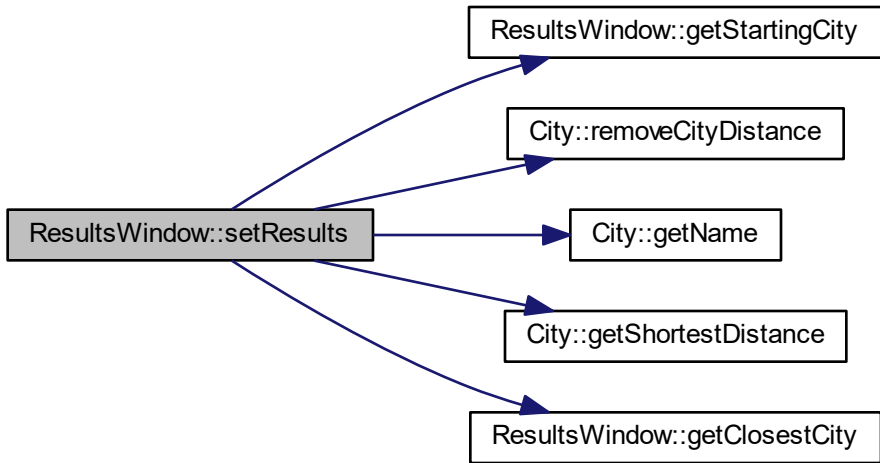 ResultsWindow::getStartingCity
City::removeCityDistance
ResultsWindow::setResults
City::getName
City::getShortestDistance
ResultsWindow::getClosestCity